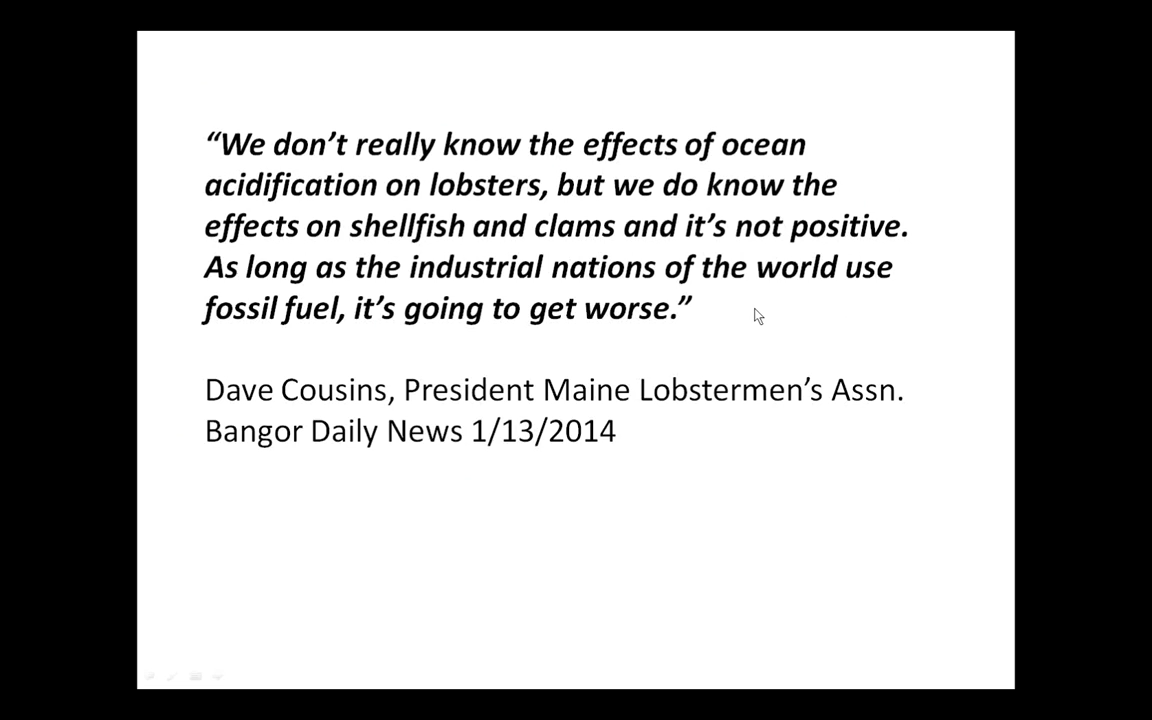 “We don’t really know the effects of ocean
acidification on lobsters, but we do know the
effects on shellfish and clams and it’s not positive.
As long as the industrial nations of the world use
fossil fuel, it’s going to get worse.”
Dave Cousins, President Maine Lobstermen’s Assn.
Bangor Daily News 1/13/2014